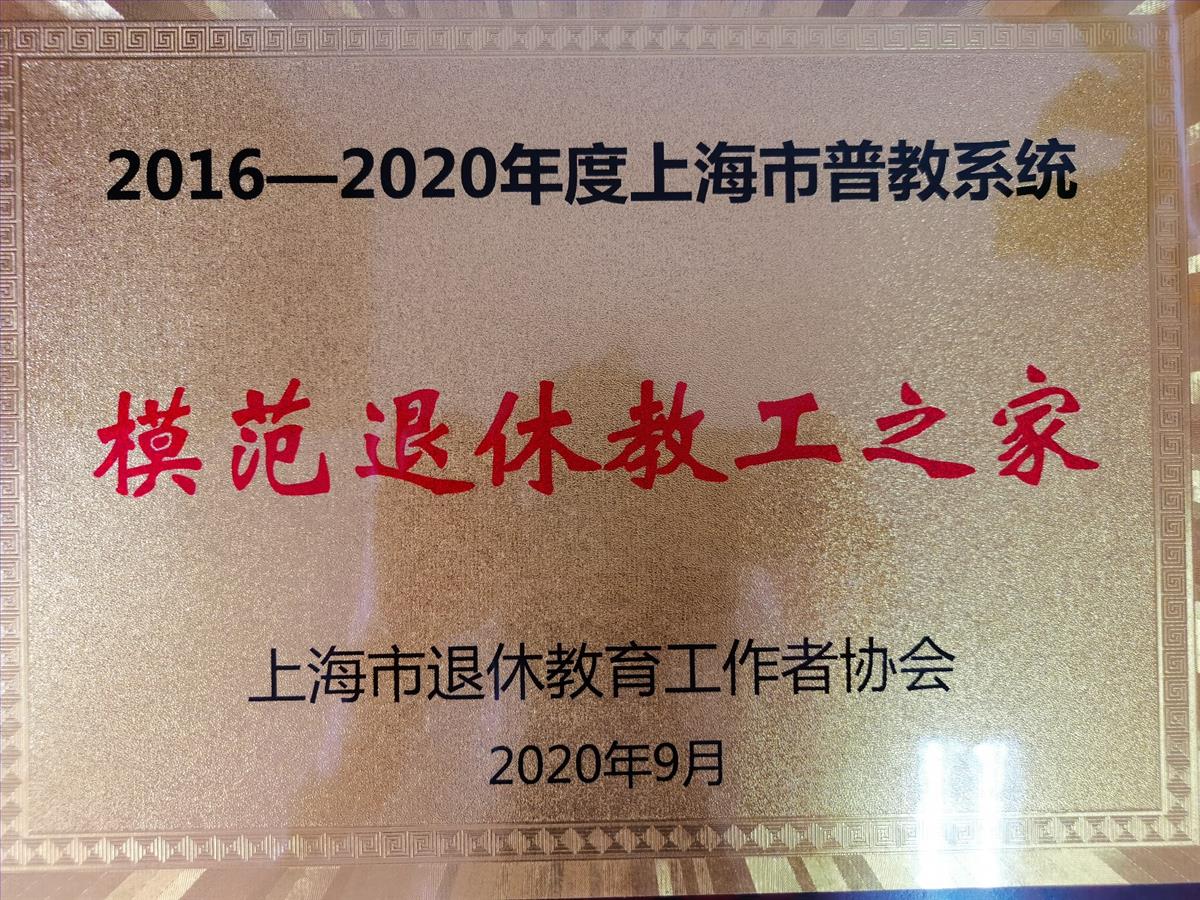 2016—2020年度上海市普教系统
模范退休教工之家
上海市退休教育工作者协会
2020年9月